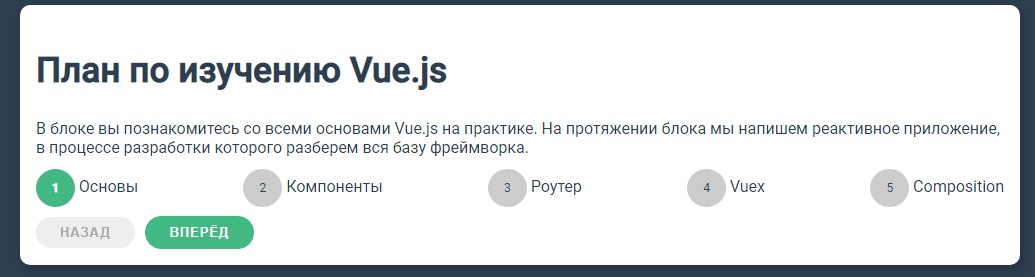 План по изучению Vue.js
В блоке вы познакомитесь со всеми основами Vue.js на практике. На протяжении блока мы напишем реактивное приложение,
в процессе разработки которого разберем вся базу фреймворка.
1 Основы 2 Компоненты 3 Роутер 4 Vuex 5 Composition
НАЗАД ВПЕРЁД